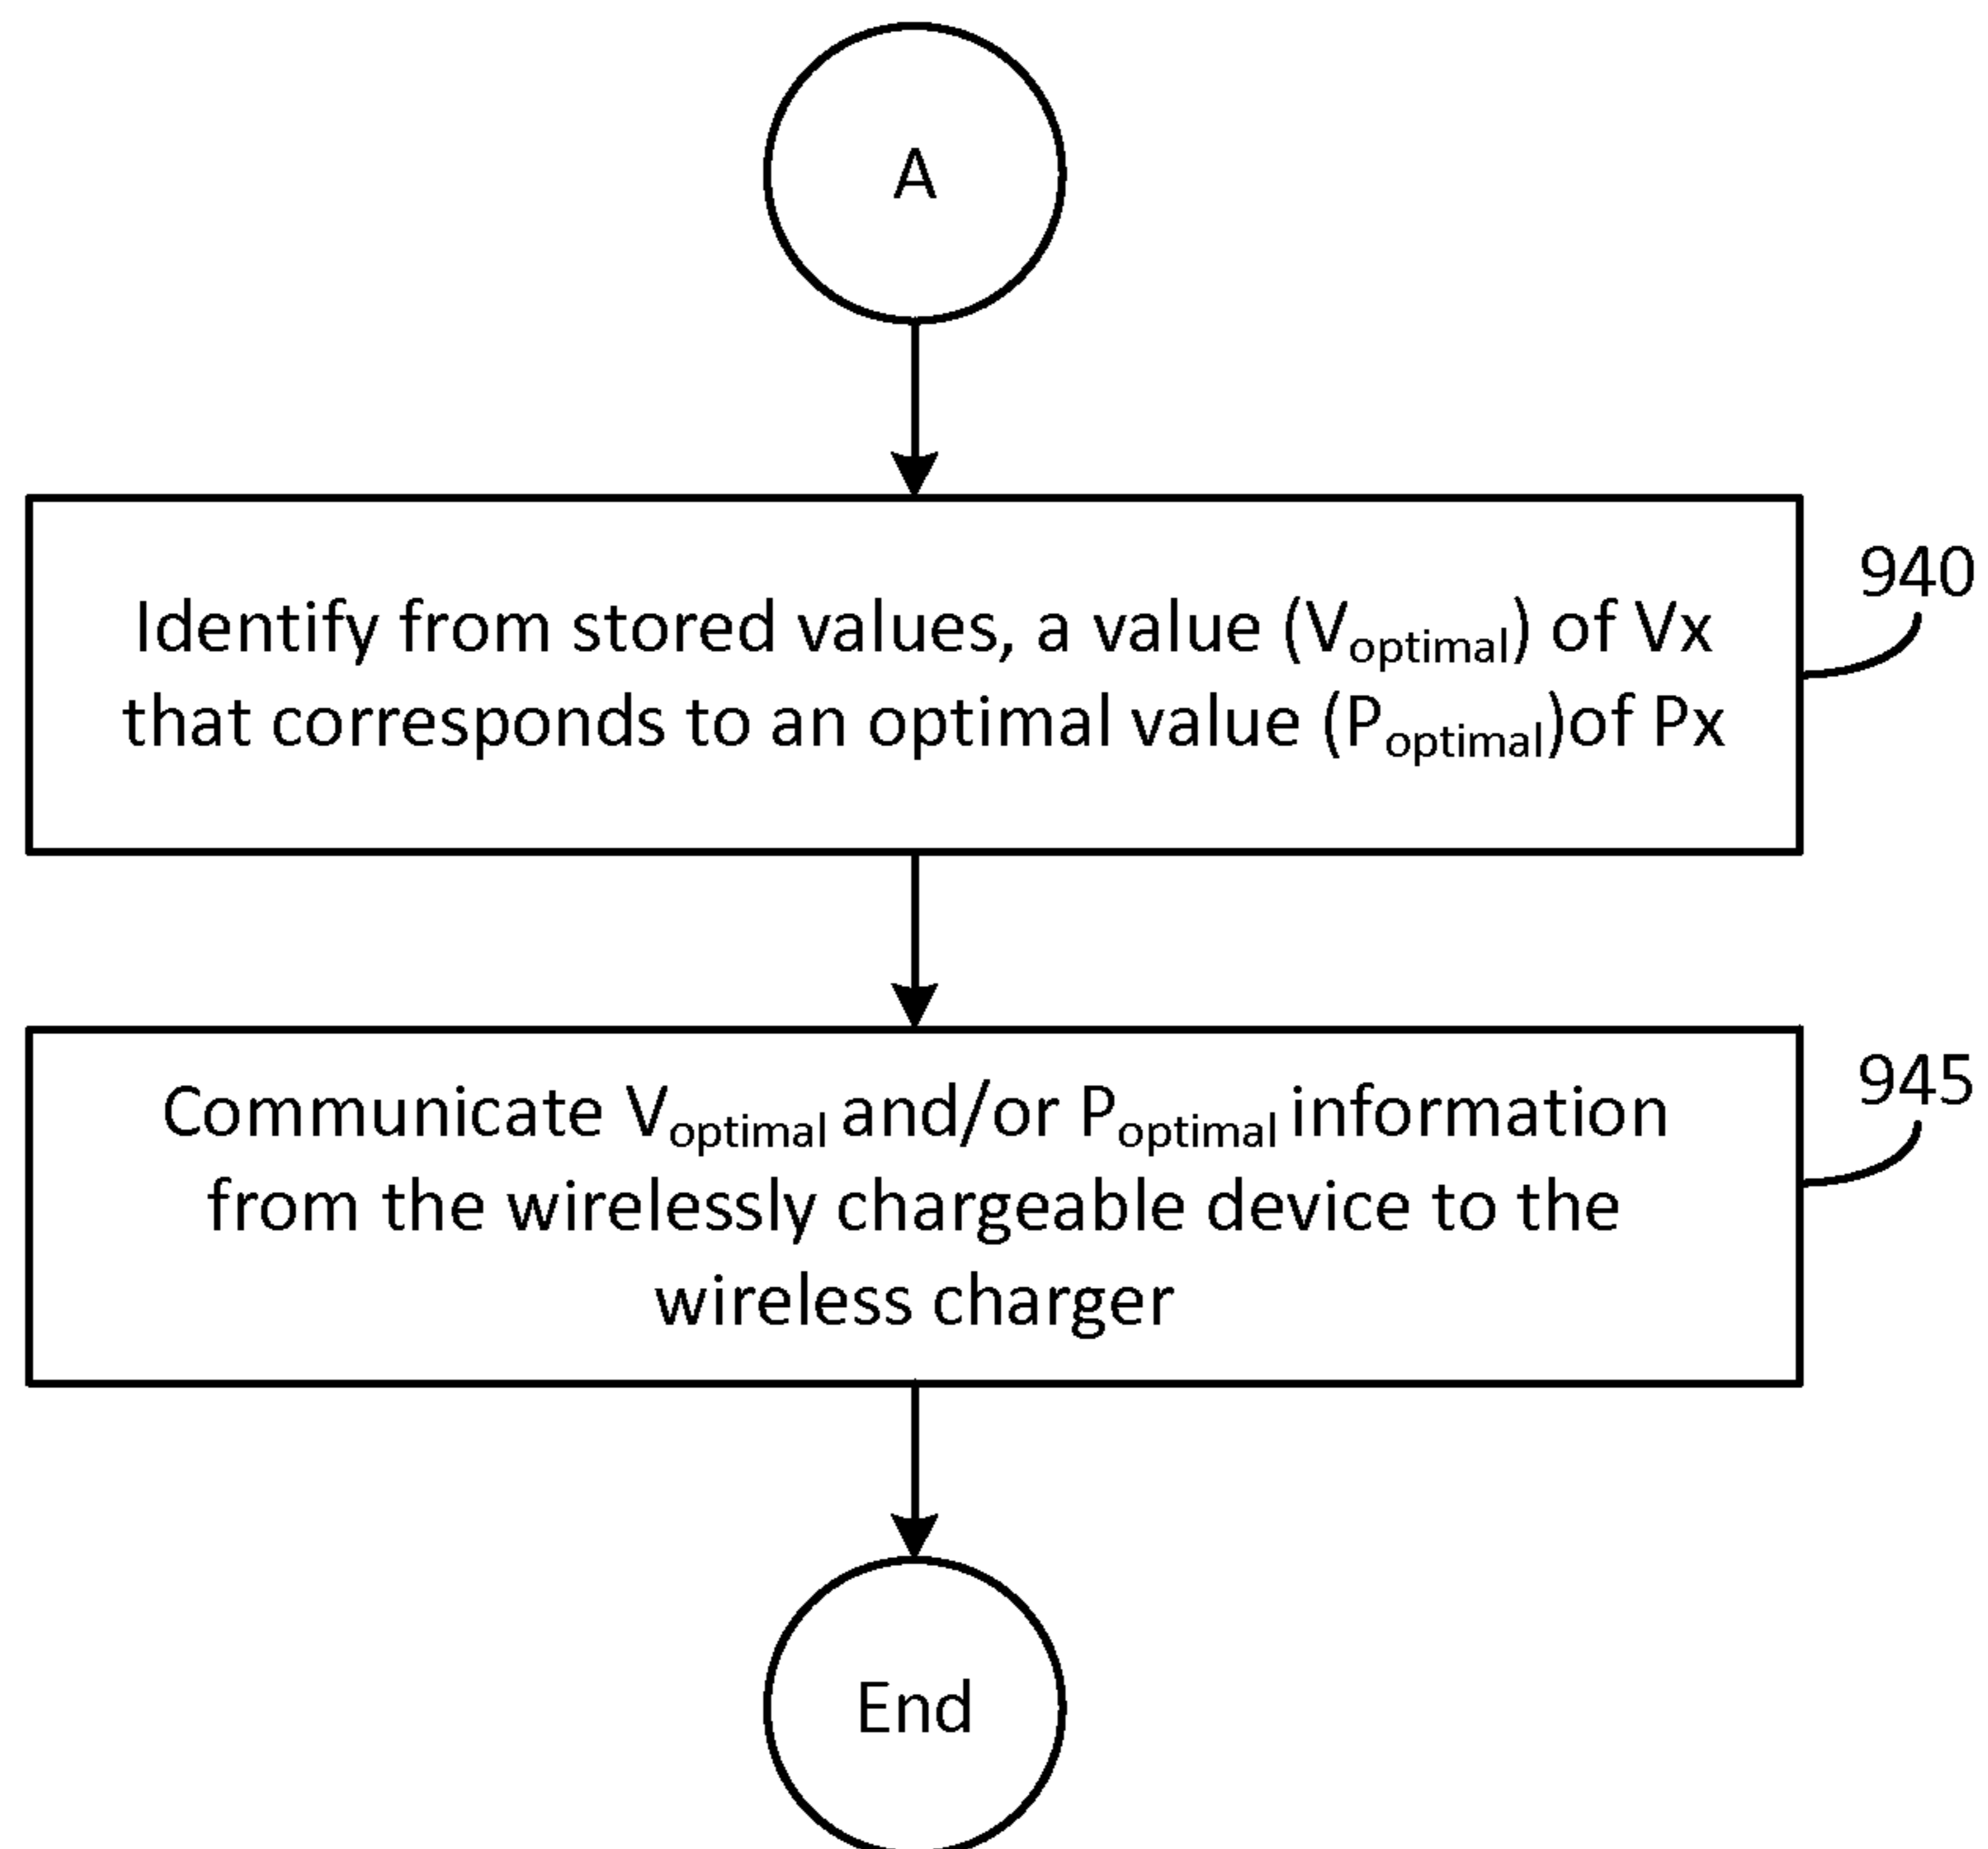 A
940
Identify from stored values, a value (Voptimal) of Vx
that corresponds to an optimal value (Poptimal)of Px
945
Communicate Voptimal and/or Poptimal information
from the wirelessly chargeable device to the
wireless charger
End